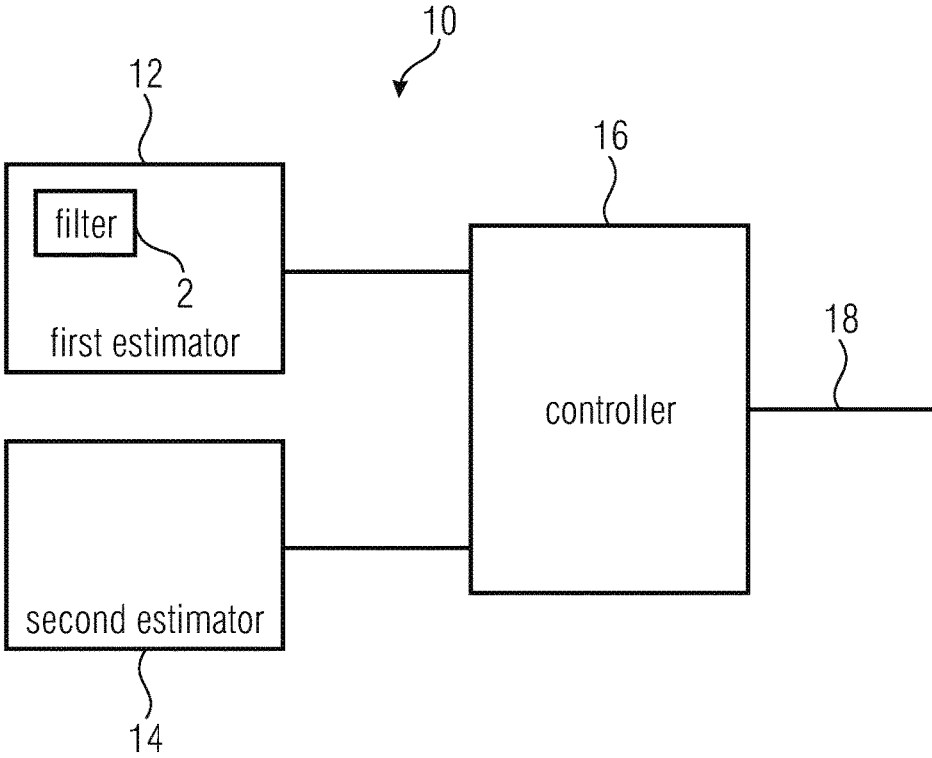 10
12
16
filter
2
first estimator
18
controller
second estimator
14